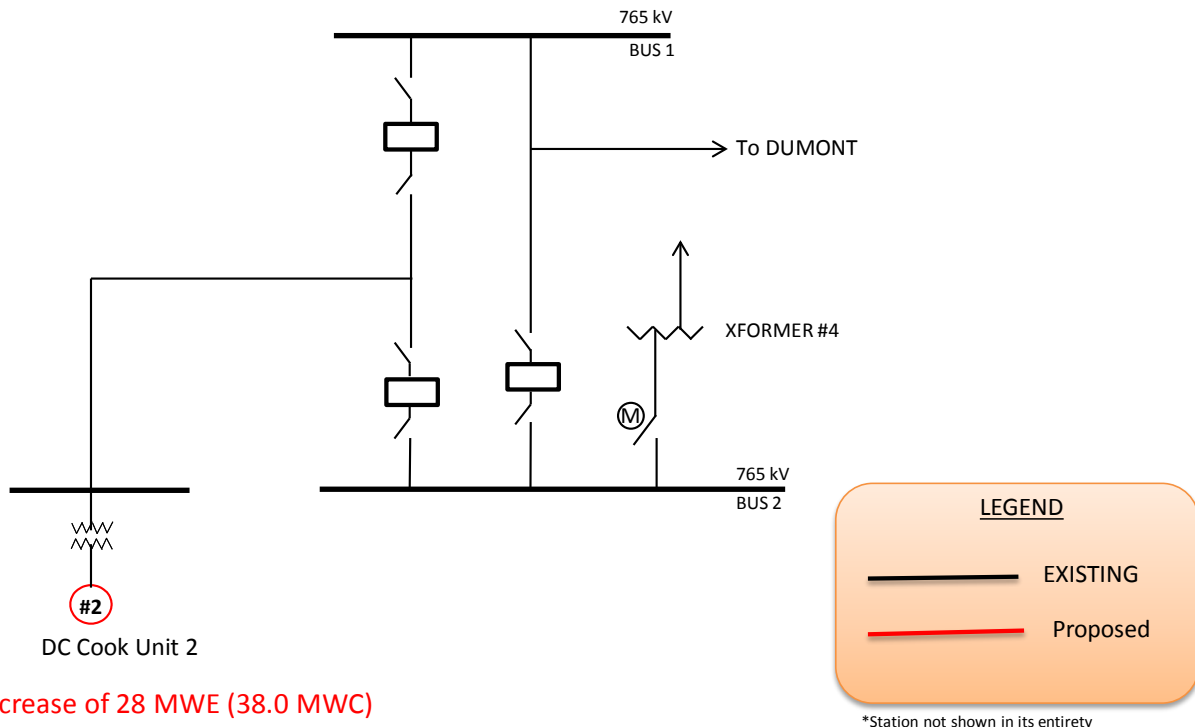 765 kV
BUS 1
To DUMONT
XFORMER #4
M
765 kV
BUS 2
LEGEND
EXISTING
Proposed
#2
DC Cook Unit 2
crease of 28 MWE (38.0 MWC)
*Station not shown in its entirety